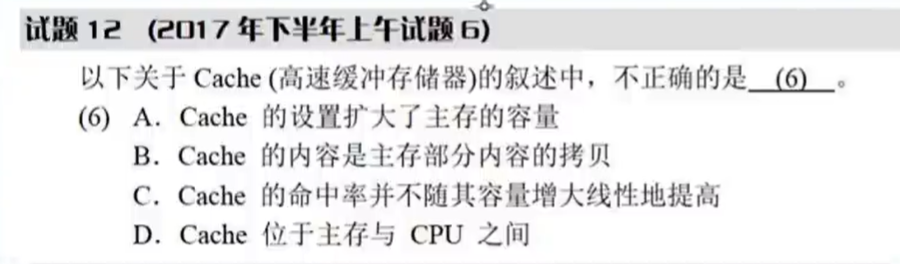 试题 12 (2017 年下半年上午试题 6)
以下关于 Cache (高速缓冲存储器)的叙述中，不正确的是 (6) 。
(6) A. Cache 的设置扩大了主存的容量
B. Cache 的内容是主存部分内容的拷贝
C. Cache 的命中率并不随其容量增大线性地提高
D. Cache 位于主存与 CPU 之间